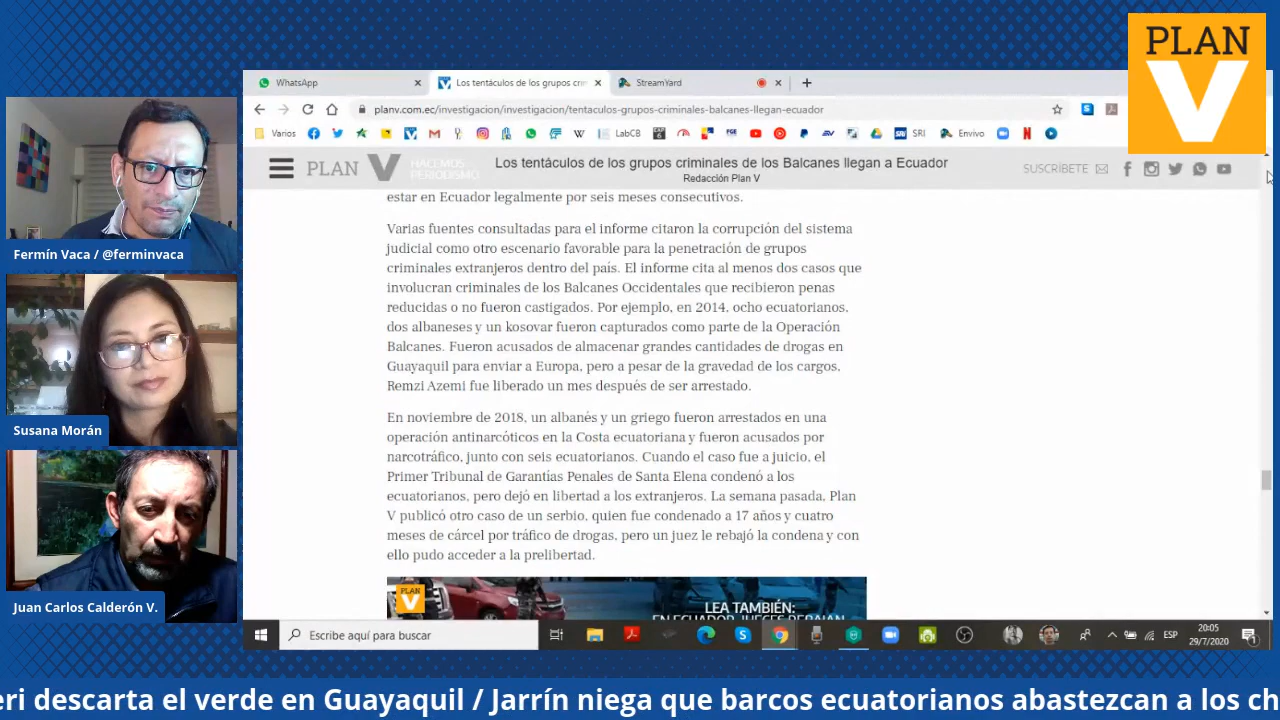 PLAN
V
WhatsApp
Los tentáculos de los grupos crim
StreamYard
planv.com.ec/investigacion/investigacion/tentaculos-grupos-criminales-balcanes-llegan-ecuador
Varios
LabCB
SRI
Envivo
PLAN V
HACEMOS
PERIODISMO
Los tentáculos de los grupos criminales de los Balcanes llegan a Ecuador
Redacción Plan V
SUSCRÍBETE
estar en Ecuador legalmente por seis meses consecutivos.
Varias fuentes consultadas para el informe citaron la corrupción del sistema
judicial como otro escenario favorable para la penetración de grupos
criminales extranjeros dentro del país. El informe cita al menos dos casos que
involucran criminales de los Balcanes Occidentales que recibieron penas
reducidas o no fueron castigados. Por ejemplo, en 2014, ocho ecuatorianos,
dos albaneses y un kosovar fueron capturados como parte de la Operación
Balcanes. Fueron acusados de almacenar grandes cantidades de drogas en
Guayaquil para enviar a Europa, pero a pesar de la gravedad de los cargos,
Remzi Azemi fue liberado un mes después de ser arrestado.
En noviembre de 2018, un albanés y un griego fueron arrestados en una
operación antinarcóticos en la Costa ecuatoriana y fueron acusados por
narcotráfico, junto con seis ecuatorianos. Cuando el caso fue a juicio, el
Primer Tribunal de Garantías Penales de Santa Elena condenó a los
ecuatorianos, pero dejó en libertad a los extranjeros. La semana pasada, Plan
V publicó otro caso de un serbio, quien fue condenado a 17 años y cuatro
meses de cárcel por tráfico de drogas, pero un juez le rebajó la condena y con
ello pudo acceder a la prelibertad.
PLAN
V
LEA TAMBIÉN:
EN ECUADOR, JUECES REBAJAN
Fermín Vaca / @ferminvaca
Susana Morán
Juan Carlos Calderón V.
Escribe aquí para buscar
ESP
20:05
29/7/2020
eri descarta el verde en Guayaquil / Jarrín niega que barcos ecuatorianos abastezcan a los ch